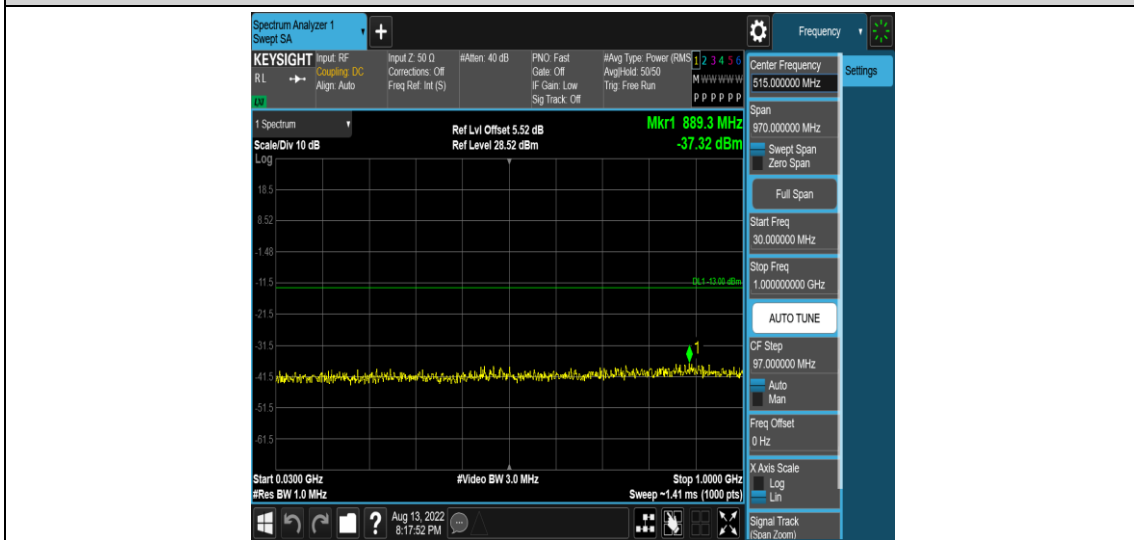 Spectrum Analyzer 1
Swept SA
+
Frequency
KEYSIGHT
RL
LXI
Input: RF
Coupling: DC
Align: Auto
Input Z: 50 Ω
Corrections: Off
Freq Ref: Int (S)
#Atten: 40 dB
PNO: Fast
Gate: Off
IF Gain: Low
Sig Track: Off
#Avg Type: Power (RMS
Avg|Hold: 50/50
Trig: Free Run
1 2 3 4 5 6
M W W W W W
P P P P P P
1 Spectrum
Scale/Div 10 dB
Log
Ref Lvl Offset 5.52 dB
Ref Level 28.52 dBm
Mkr1 889.3 MHz
-37.32 dBm
18.5
8.52
-1.48
-11.5
DL1 -13.00 dBm
-21.5
-31.5
1
-41.5
-51.5
-61.5
Start 0.0300 GHz
#Res BW 1.0 MHz
#Video BW 3.0 MHz
Stop 1.0000 GHz
Sweep ~1.41 ms (1000 pts)
Center Frequency
515.000000 MHz
Settings
Span
970.000000 MHz
Swept Span
Zero Span
Full Span
Start Freq
30.000000 MHz
Stop Freq
1.000000000 GHz
AUTO TUNE
CF Step
97.000000 MHz
Auto
Man
Freq Offset
0 Hz
X Axis Scale
Log
Lin
Signal Track
(Span Zoom)
?
Aug 13, 2022
8:17:52 PM